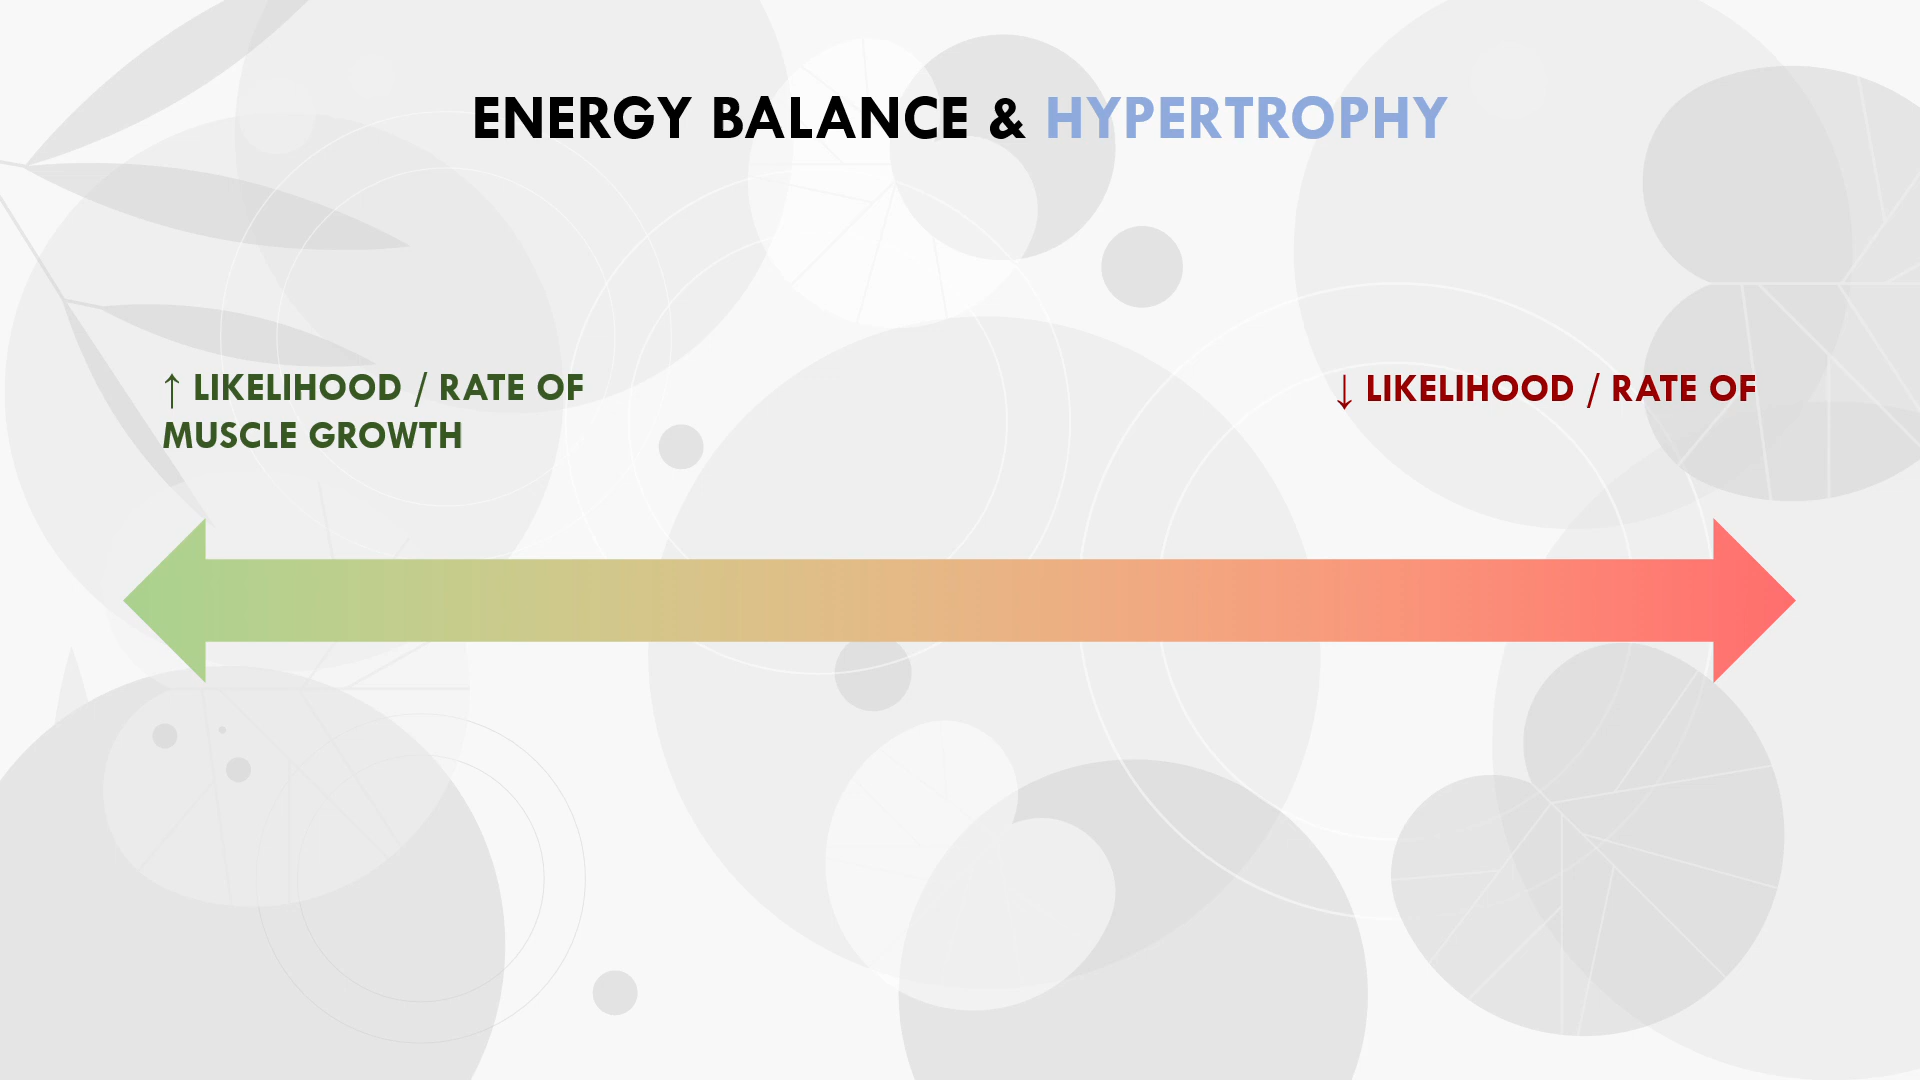 ENERGY BALANCE & HYPERTROPHY
↑ LIKELIHOOD / RATE OF
MUSCLE GROWTH
↓ LIKELIHOOD / RATE OF